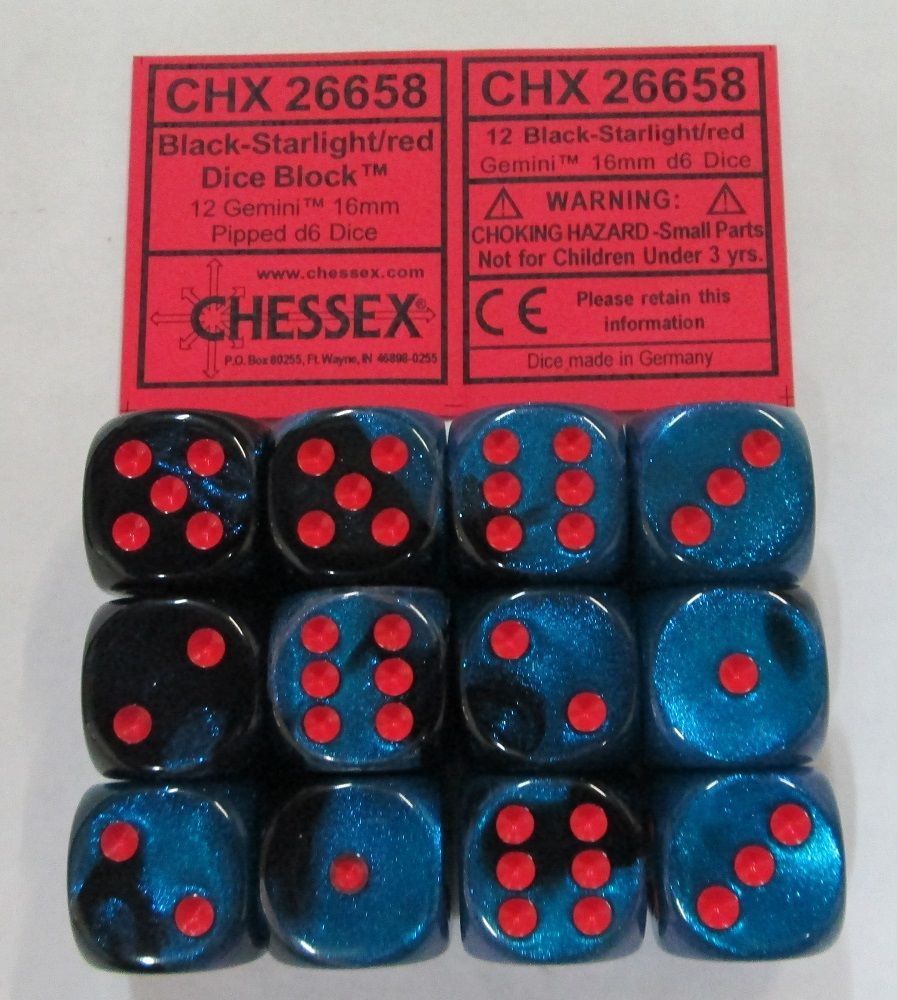 CHX 26658
Black-Starlight/red
Dice Block™
12 Gemini™ 16mm
Pipped d6 Dice
www.chessex.com
CHESSEX®
P.O. Box 80255, Ft. Wayne, IN 46898-0255
CHX 26658
12 Black-Starlight/red
Gemini™ 16mm d6 Dice
WARNING:
CHOKING HAZARD -Small Parts
Not for Children Under 3 yrs.
CE Please retain this
information
Dice made in Germany